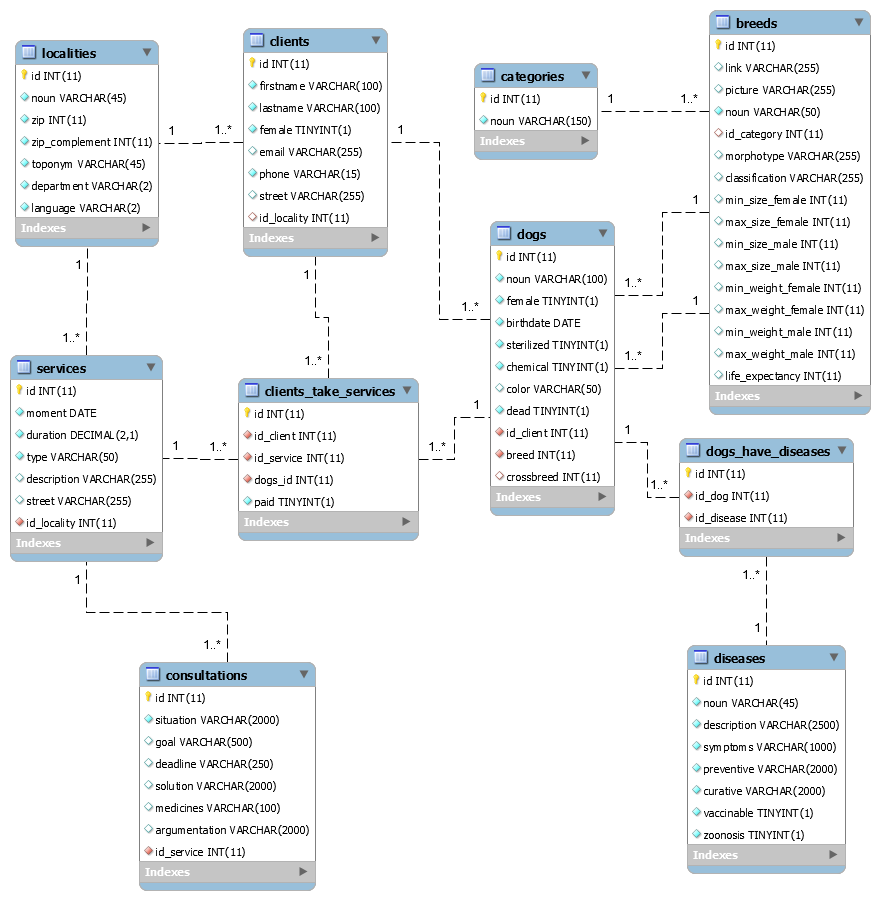 localities
id INT(11)
noun VARCHAR(45)
zip INT(11)
zip_complement INT(11)
toponym VARCHAR(45)
department VARCHAR(2)
language VARCHAR(2)
Indexes
1
1..*
clients
id INT(11)
firstname VARCHAR(100)
lastname VARCHAR(100)
female TINYINT(1)
email VARCHAR(255)
phone VARCHAR(15)
street VARCHAR(255)
id_locality INT(11)
Indexes
1
1..*
categories
id INT(11)
noun VARCHAR(150)
Indexes
1
1..*
breeds
id INT(11)
link VARCHAR(255)
picture VARCHAR(255)
noun VARCHAR(50)
id_category INT(11)
morphotype VARCHAR(255)
classification VARCHAR(255)
min_size_female INT(11)
max_size_female INT(11)
min_size_male INT(11)
max_size_male INT(11)
min_weight_female INT(11)
max_weight_female INT(11)
min_weight_male INT(11)
max_weight_male INT(11)
life_expectancy INT(11)
Indexes
1
1..*
1
1..*
dogs
id INT(11)
noun VARCHAR(100)
female TINYINT(1)
birthdate DATE
sterilized TINYINT(1)
chemical TINYINT(1)
color VARCHAR(50)
dead TINYINT(1)
id_client INT(11)
breed INT(11)
crossbreed INT(11)
Indexes
1
1..*
1
1..*
services
id INT(11)
moment DATE
duration DECIMAL(2,1)
type VARCHAR(50)
description VARCHAR(255)
street VARCHAR(255)
id_locality INT(11)
Indexes
1
1..*
clients_take_services
id INT(11)
id_client INT(11)
id_service INT(11)
dogs_id INT(11)
paid TINYINT(1)
Indexes
1
1..*
1
1..*
dogs_have_diseases
id INT(11)
id_dog INT(11)
id_disease INT(11)
Indexes
1..*
1
1
1..*
consultations
id INT(11)
situation VARCHAR(2000)
goal VARCHAR(500)
deadline VARCHAR(250)
solution VARCHAR(2000)
medicines VARCHAR(100)
argumentation VARCHAR(2000)
id_service INT(11)
Indexes
diseases
id INT(11)
noun VARCHAR(45)
description VARCHAR(2500)
symptoms VARCHAR(1000)
preventive VARCHAR(2000)
curative VARCHAR(2000)
vaccinable TINYINT(1)
zoonosis TINYINT(1)
Indexes